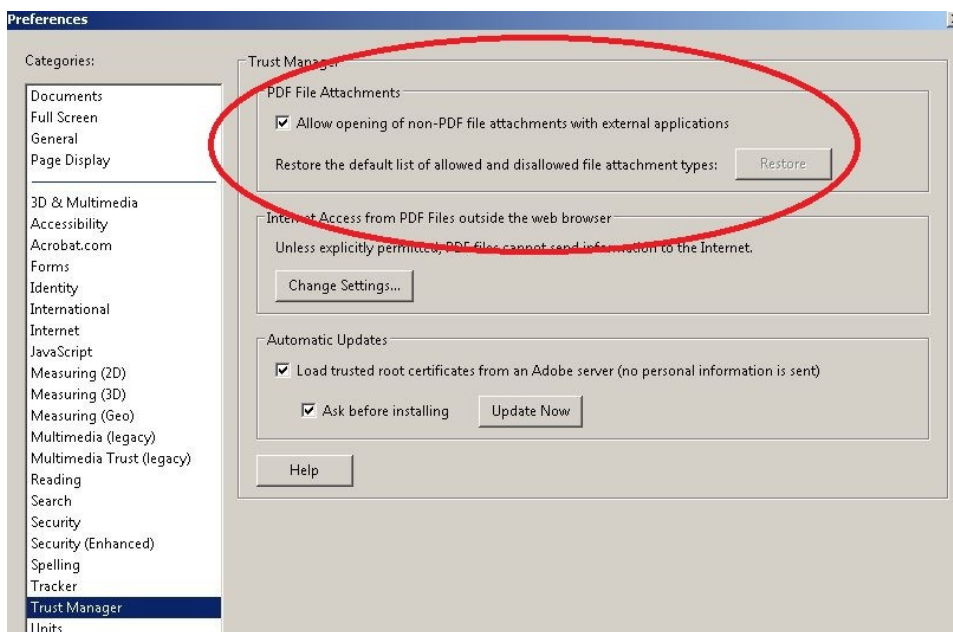 Preferences
Categories:
Documents
Full Screen
General
Page Display
3D & Multimedia
Accessibility
Acrobat.com
Forms
Identity
International
Internet
JavaScript
Measuring (2D)
Measuring (3D)
Measuring (Geo)
Multimedia (legacy)
Multimedia Trust (legacy)
Reading
Search
Security
Security (Enhanced)
Spelling
Tracker
Trust Manager
Units
Trust Manager
PDF File Attachments
Allow opening of non-PDF file attachments with external applications
Restore the default list of allowed and disallowed file attachment types: Restore
Internet Access from PDF Files outside the web browser
Unless explicitly permitted, PDF files cannot send information to the Internet.
Change Settings...
Automatic Updates
Load trusted root certificates from an Adobe server (no personal information is sent)
Ask before installing Update Now
Help